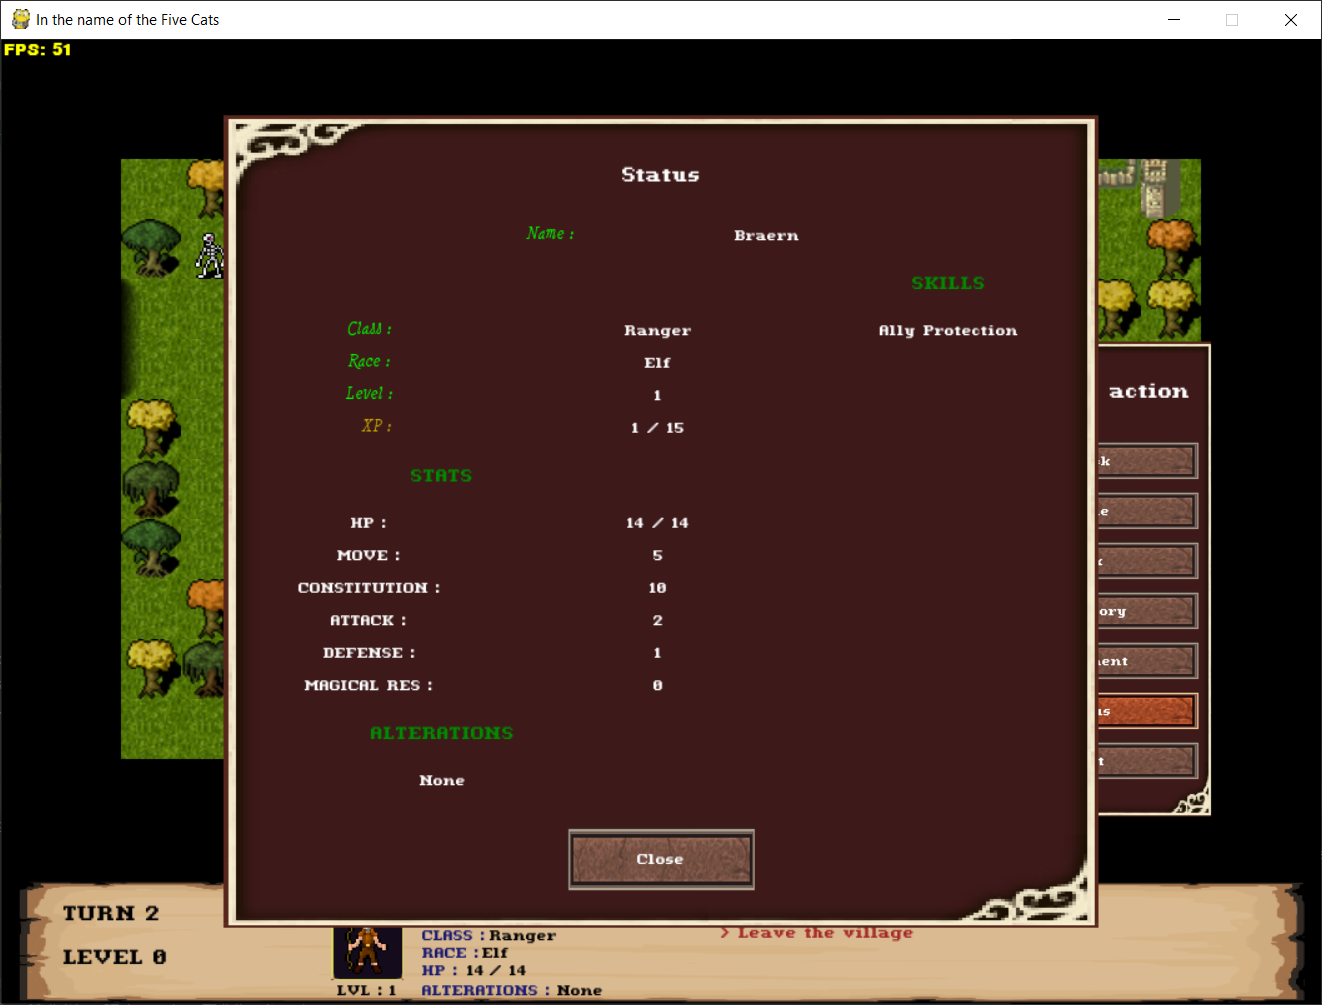 In the name of the Five Cats
FPS: 51
Status
Name : Braern
SKILLS
Class : Ranger Ally Protection
Race : Elf
Level : 1
XP : 1 / 15
STATS
HP : 14 / 14
MOVE : 5
CONSTITUTION : 10
ATTACK : 2
DEFENSE : 1
MAGICAL RES : 0
ALTERATIONS
None
Close
action
k
e
k
ory
ent
us
t
TURN 2
LEVEL 0
CLASS : Ranger
RACE : Elf
HP : 14 / 14
LVL : 1 ALTERATIONS : None
> Leave the village